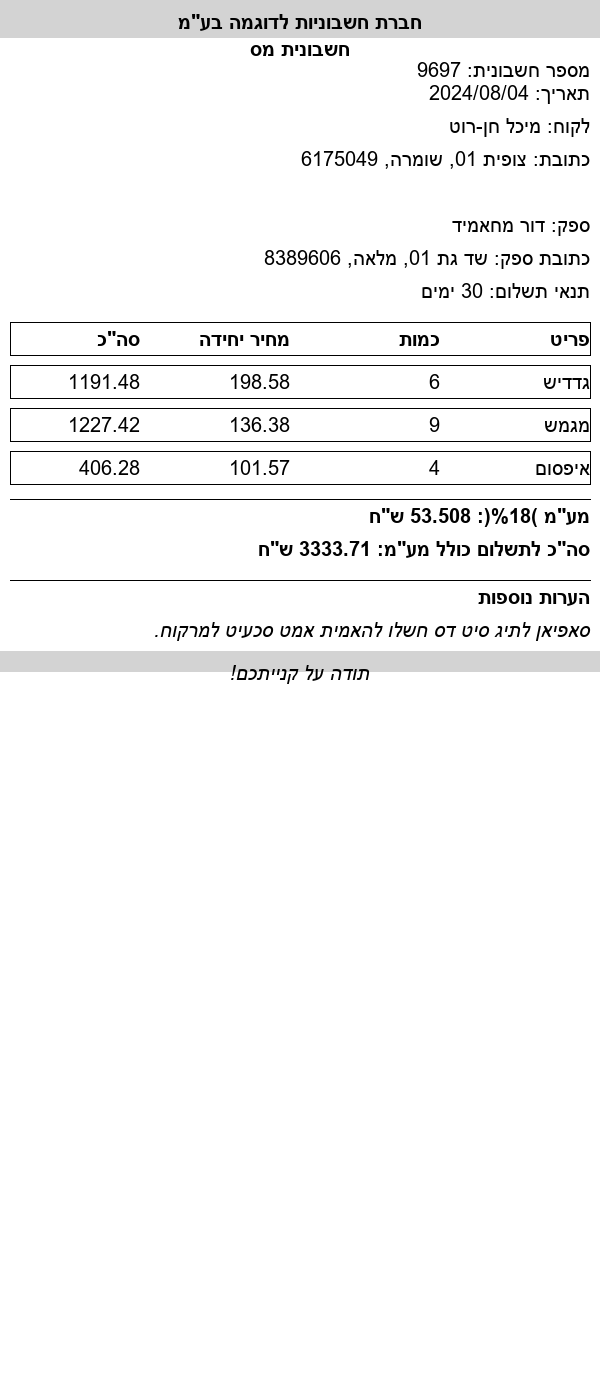 חברת חשבוניות לדוגמה בע"מ
חשבונית מס
מספר חשבונית: 9697
תאריך: 2024/08/04
לקוח: מיכל חן-רוט
כתובת: צופית 01, שומרה, 6175049
ספק: דור מחאמיד
כתובת ספק: שד גת 01, מלאה, 8389606
תנאי תשלום: 30 ימים
פריט כמות מחיר יחידה סה"כ
גדדיש 6 198.58 1191.48
מגמש 9 136.38 1227.42
איפסום 4 101.57 406.28
מע"מ )18%(: 53.508 ש"ח
סה"כ לתשלום כולל מע"מ: 3333.71 ש"ח
הערות נוספות
סאפיאן לתיג סיט דס חשלו להאמית אמט סכעיט למרקוח.
תודה על קנייתכם!